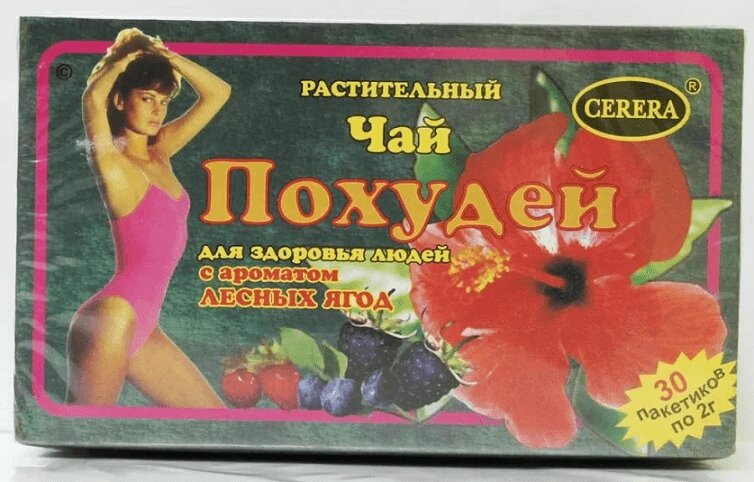 ©
РАСТИТЕЛЬНЫЙ
CERERA ®
Чай
Похудей
для здоровья людей
с ароматом
ЛЕСНЫХ ЯГОД
30
пакетиков
по 2г